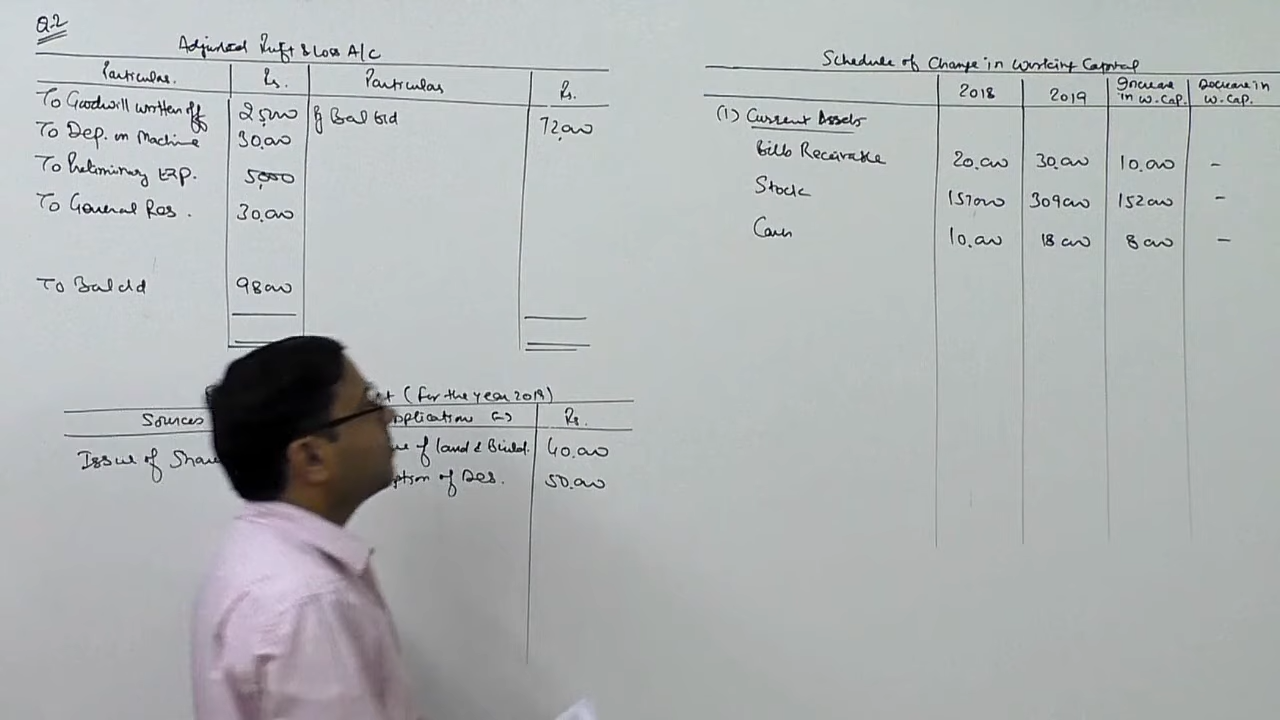 Q.2
Adjusted Profit & Loss A/C
Particulars. Rs. Particulars Rs.
To Goodwill written off 25,000 By Bal b/d 72,000
To Dep. on Machine 30,000
To Preliminary Exp. 5,000
To General Res. 30,000
To Bal c/d 98,000
(For the year 2019)
Sources Application Rs.
Issue of Shar of land & Build. 40,000
ption of Des. 50,000
Schedule of Change in Working Capital
2018 2019 Increase in W. Cap. Decrease in W. Cap.
(1) Current Assets
Bills Receivable 20,000 30,000 10,000 -
Stock 157000 309000 152000 -
Cash 10,000 18000 8000 -